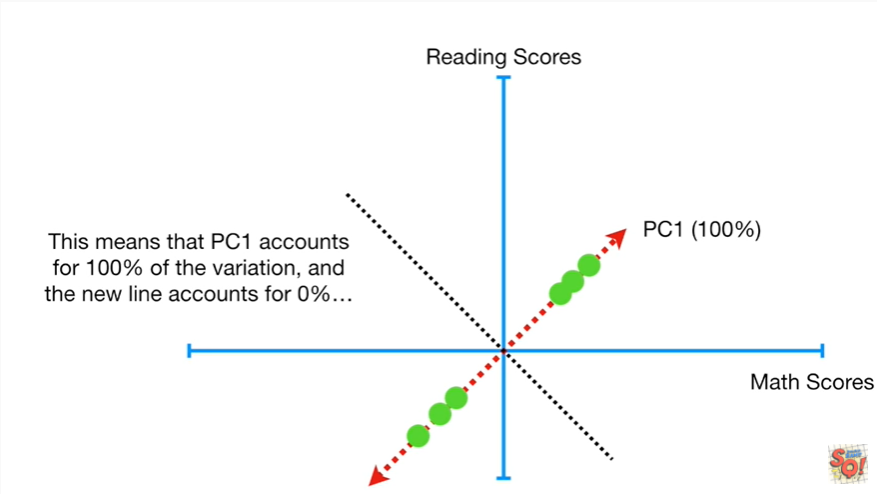 Reading Scores
PC1 (100%)
This means that PC1 accounts
for 100% of the variation, and
the new line accounts for 0%…
Math Scores
SQ!